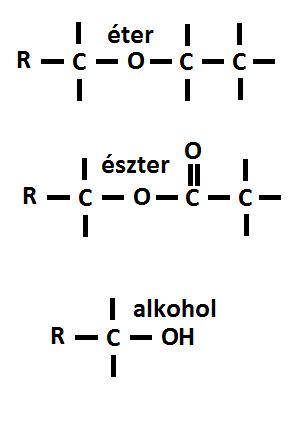 éter
R C O C C
észter
O
R C O C C
alkohol
R C OH